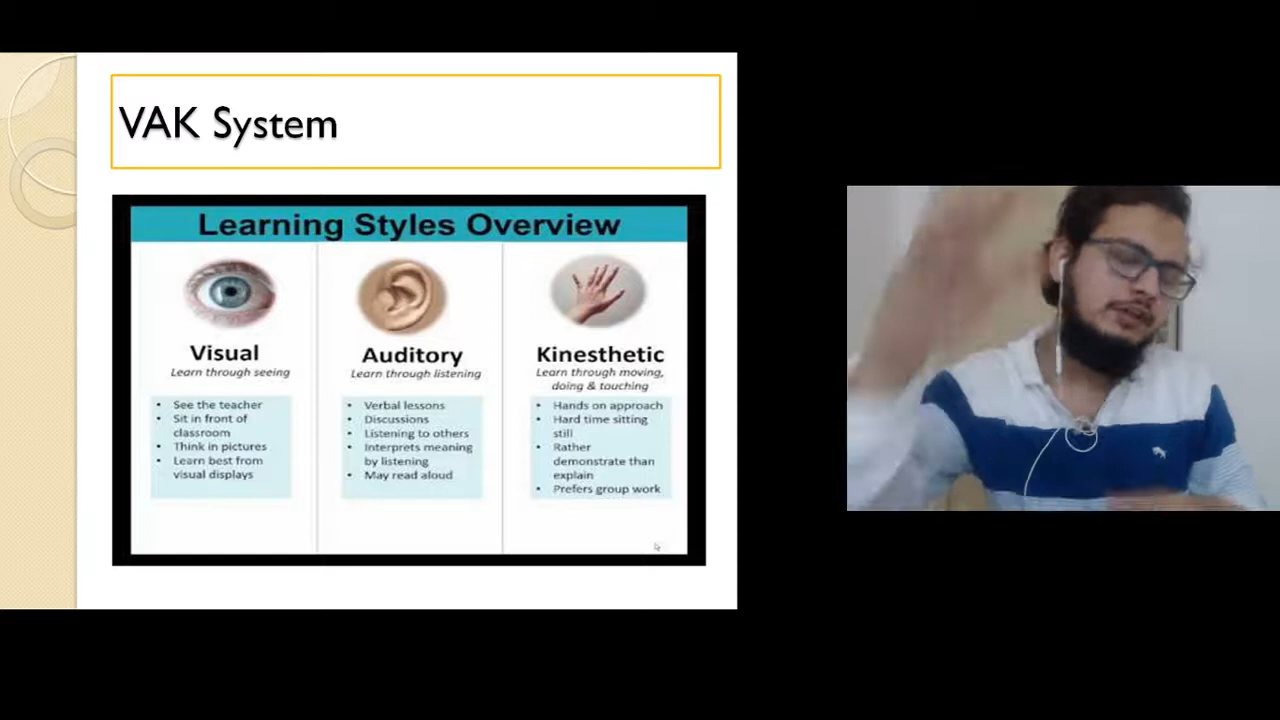 VAK System
Learning Styles Overview
Visual
Learn through seeing
• See the teacher
• Sit in front of
classroom
• Think in pictures
• Learn best from
visual displays
Auditory
Learn through listening
• Verbal lessons
• Discussions
• Listening to others
• Interprets meaning
by listening
• May read aloud
Kinesthetic
Learn through moving,
doing & touching
• Hands on approach
• Hard time sitting
still
• Rather
demonstrate than
explain
• Prefers group work